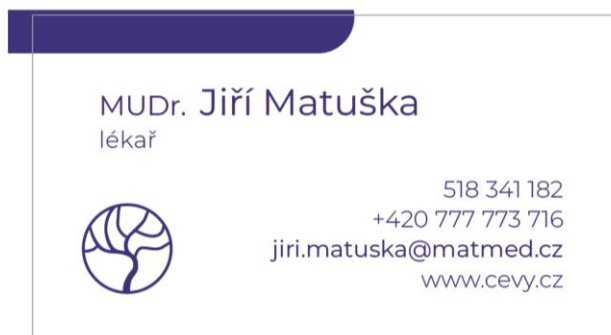 MUDr. Jiří Matuška
lékař
518 341 182
+420 777 773 716
jiri.matuska@matmed.cz
www.cevy.cz